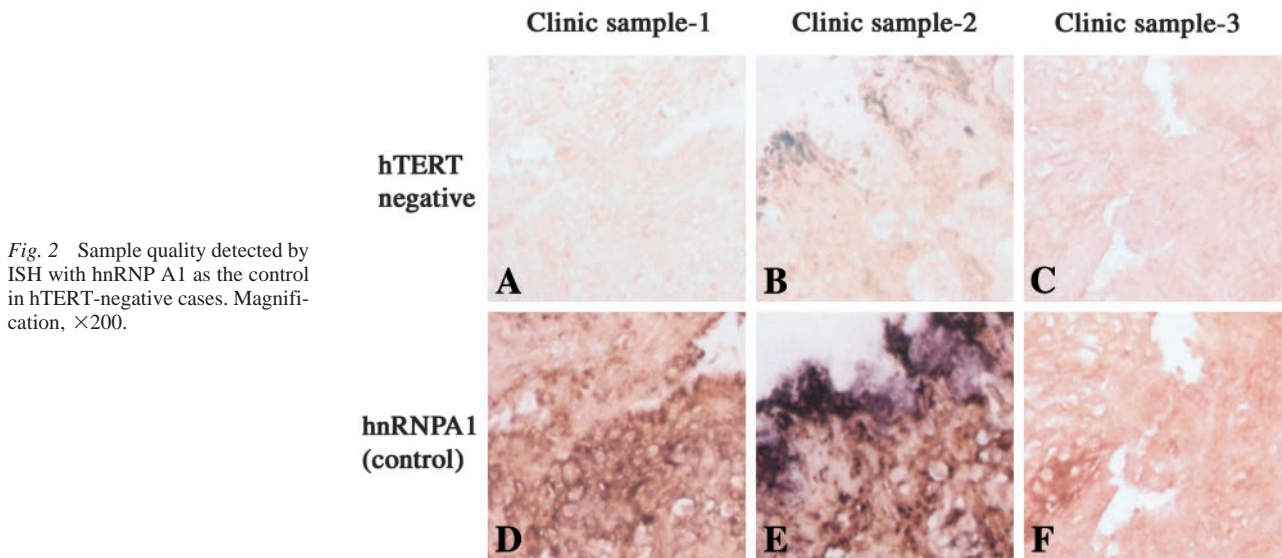 Clinic sample-1 Clinic sample-2 Clinic sample-3
hTERT
negative
A B C
Fig. 2 Sample quality detected by
ISH with hnRNP A1 as the control
in hTERT-negative cases. Magnifi-
cation, ×200.
hnRNPA1
(control)
D E F